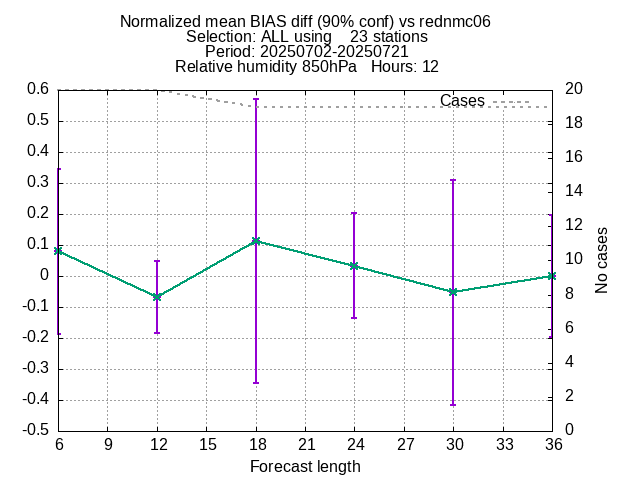 Normalized mean BIAS diff (90% conf) vs rednmc06
Selection: ALL using    23 stations
Period: 20250702-20250721
Relative humidity 850hPa   Hours: 12
Cases
0.6
0.5
0.4
0.3
0.2
0.1
0
-0.1
-0.2
-0.3
-0.4
-0.5
20
18
16
14
12
10
8
6
4
2
0
No cases
6 9 12 15 18 21 24 27 30 33 36
Forecast length